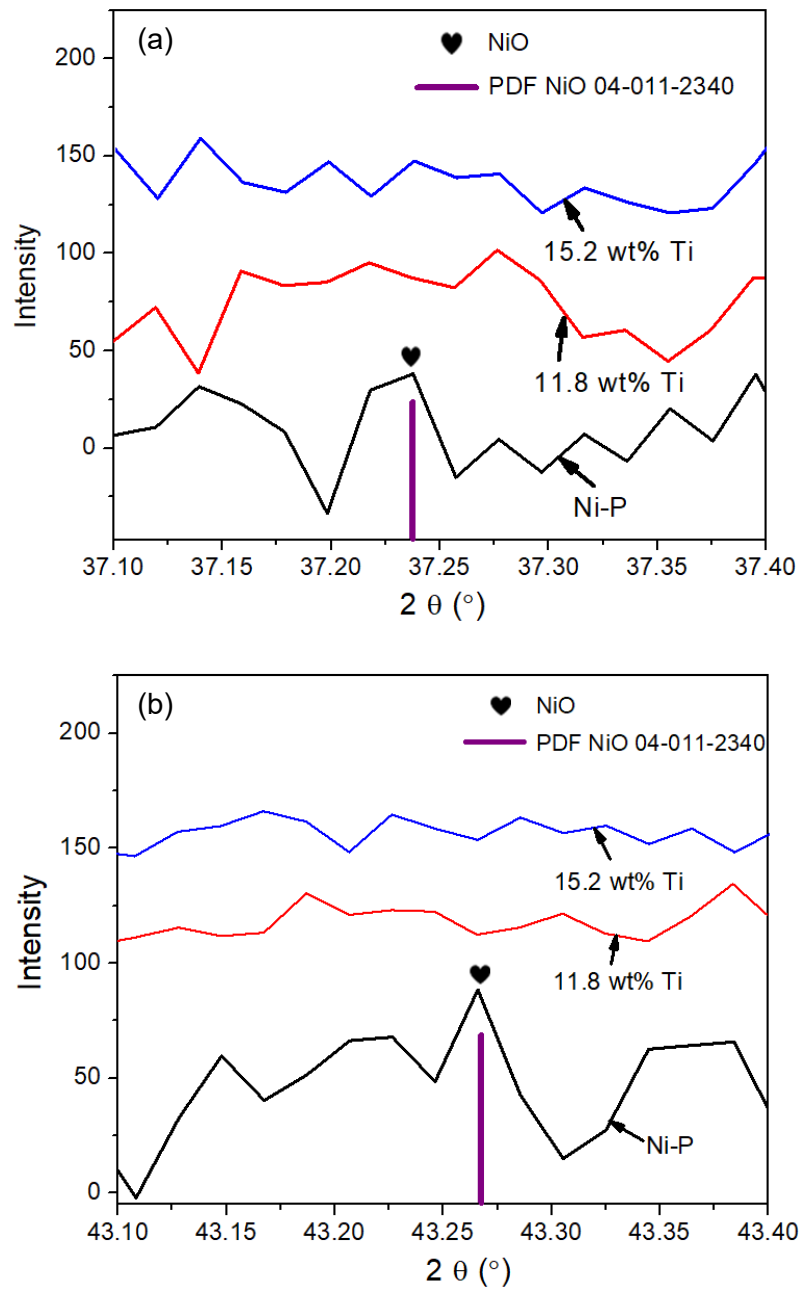 (a)
NiO
PDF NiO 04-011-2340
200
150
100
50
0
Intensity
15.2 wt% Ti
11.8 wt% Ti
Ni-P
37.10 37.15 37.20 37.25 37.30 37.35 37.40
2 θ (°)
(b)
NiO
PDF NiO 04-011-2340
200
150
100
50
0
Intensity
15.2 wt% Ti
11.8 wt% Ti
Ni-P
43.10 43.15 43.20 43.25 43.30 43.35 43.40
2 θ (°)